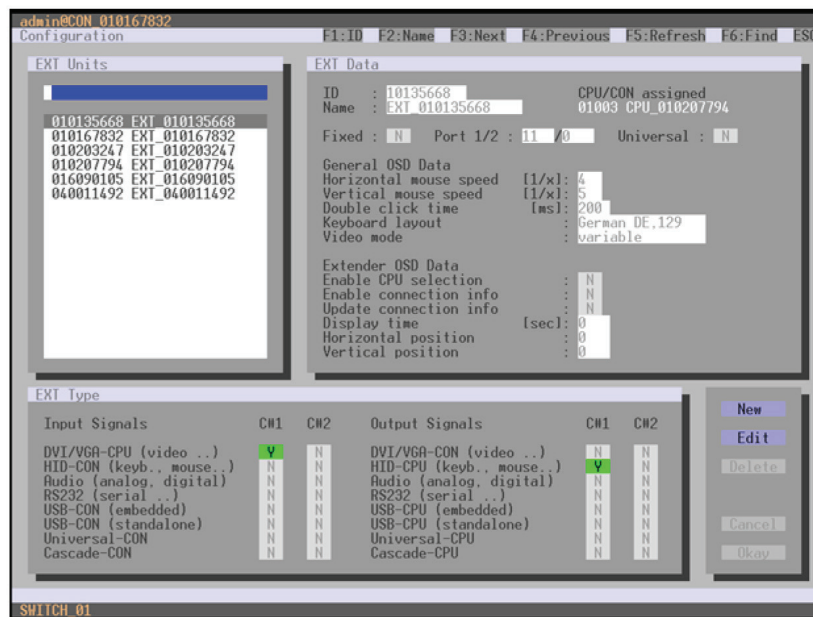 admin@CON_010167832
Configuration F1:ID F2:Name F3:Next F4:Previous F5:Refresh F6:Find ESC
EXT Units
010135668 EXT_010135668
010167832 EXT_010167832
010203247 EXT_010203247
010207794 EXT_010207794
016090105 EXT_016090105
040011492 EXT_040011492
EXT Data
ID : 10135668 CPU/CON assigned
Name : EXT_010135668 01003 CPU_010207794
Fixed : N Port 1/2 : 11 /0 Universal : N
General OSD Data
Horizontal mouse speed [1/x]: 4
Vertical mouse speed [1/x]: 5
Double click time [ms]: 200
Keyboard layout : German DE,129
Video mode : variable
Extender OSD Data
Enable CPU selection : N
Enable connection info : N
Update connection info : N
Display time [sec]: 0
Horizontal position : 0
Vertical position : 0
EXT Type
Input Signals C#1 C#2 Output Signals C#1 C#2
DVI/VGA-CPU (video ..) Y N DVI/VGA-CON (video ..) N N
HID-CON (keyb., mouse..) N N HID-CPU (keyb., mouse..) Y N
Audio (analog, digital) N N Audio (analog, digital) N N
RS232 (serial ..) N N RS232 (serial ..) N N
USB-CON (embedded) N N USB-CPU (embedded) N N
USB-CON (standalone) N N USB-CPU (standalone) N N
Universal-CON N N Universal-CPU N N
Cascade-CON N N Cascade-CPU N N
New
Edit
Delete
Cancel
Okay
SWITCH_01